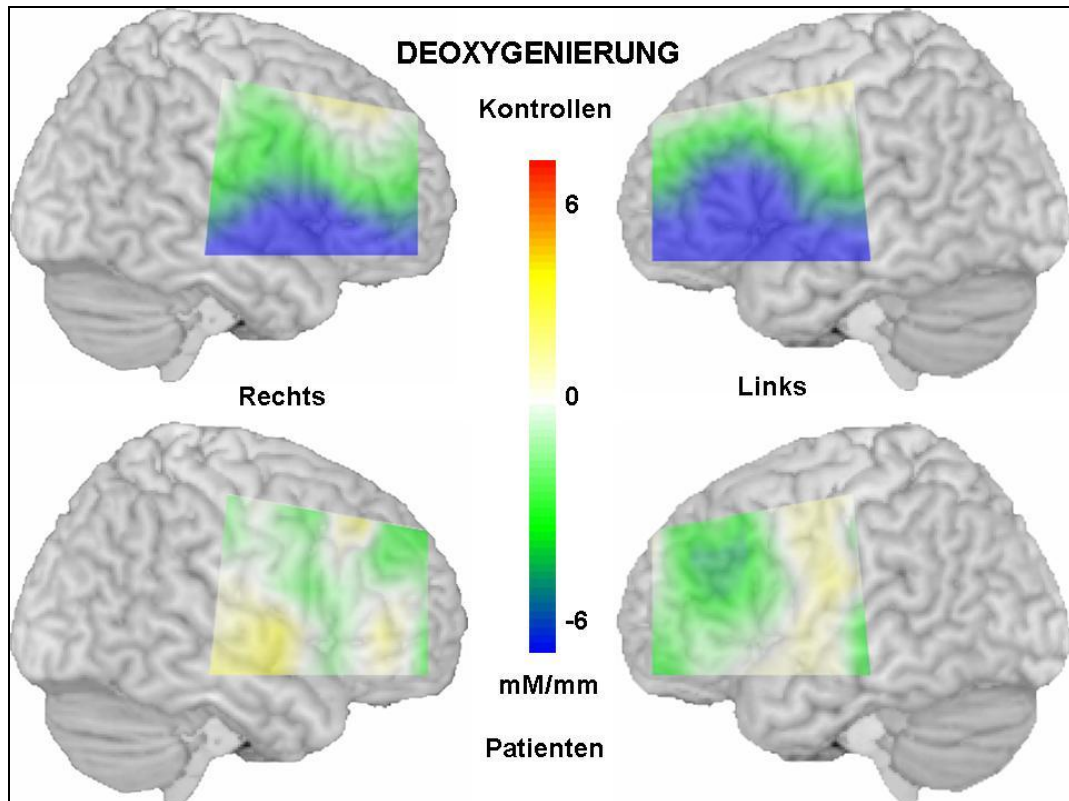 DEOXYGENIERUNG
Kontrollen
6
Rechts
0
Links
-6
mM/mm
Patienten